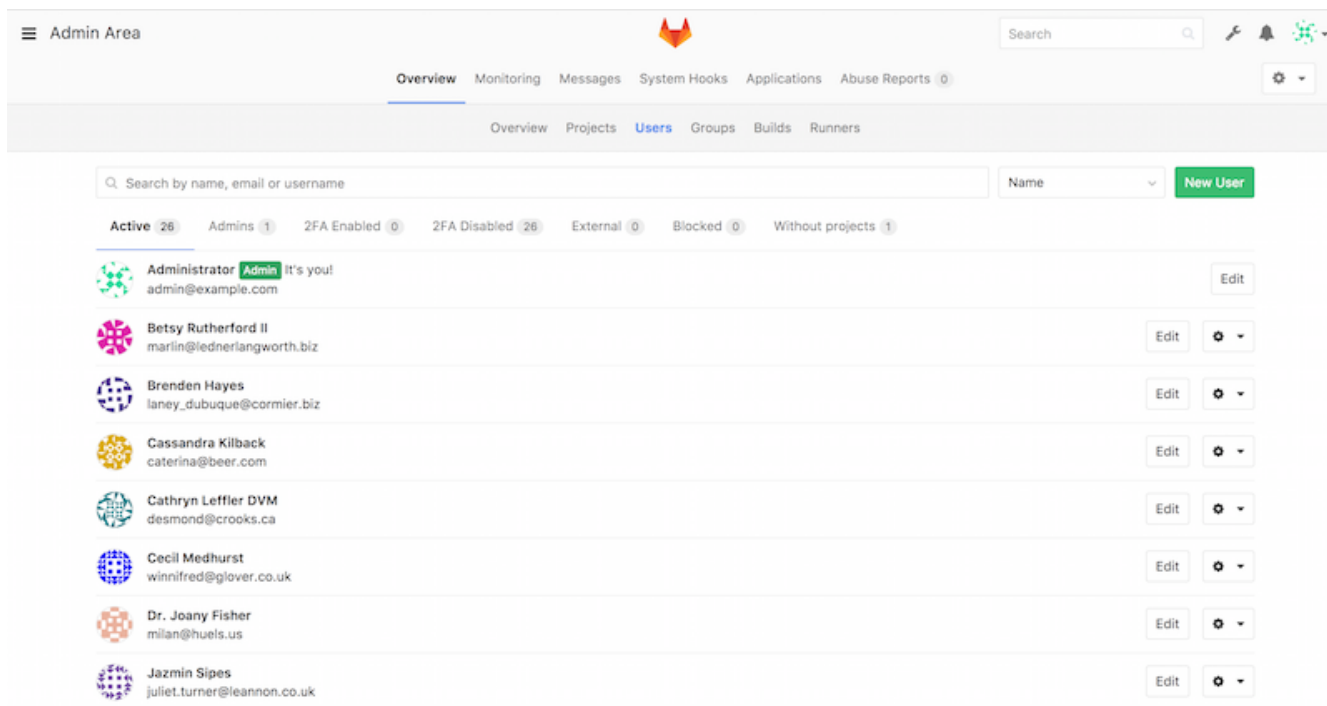 Admin Area
Search
Overview Monitoring Messages System Hooks Applications Abuse Reports 0
Overview Projects Users Groups Builds Runners
Search by name, email or username
Name
New User
Active 26 Admins 1 2FA Enabled 0 2FA Disabled 26 External 0 Blocked 0 Without projects 1
Administrator Admin It's you!
admin@example.com
Edit
Betsy Rutherford II
marlin@lednerlangworth.biz
Edit
Brenden Hayes
laney_dubuque@cormier.biz
Edit
Cassandra Kilback
caterina@beer.com
Edit
Cathryn Leffler DVM
desmond@crooks.ca
Edit
Cecil Medhurst
winnifred@glover.co.uk
Edit
Dr. Joany Fisher
milan@huels.us
Edit
Jazmin Sipes
juliet.turner@leannon.co.uk
Edit